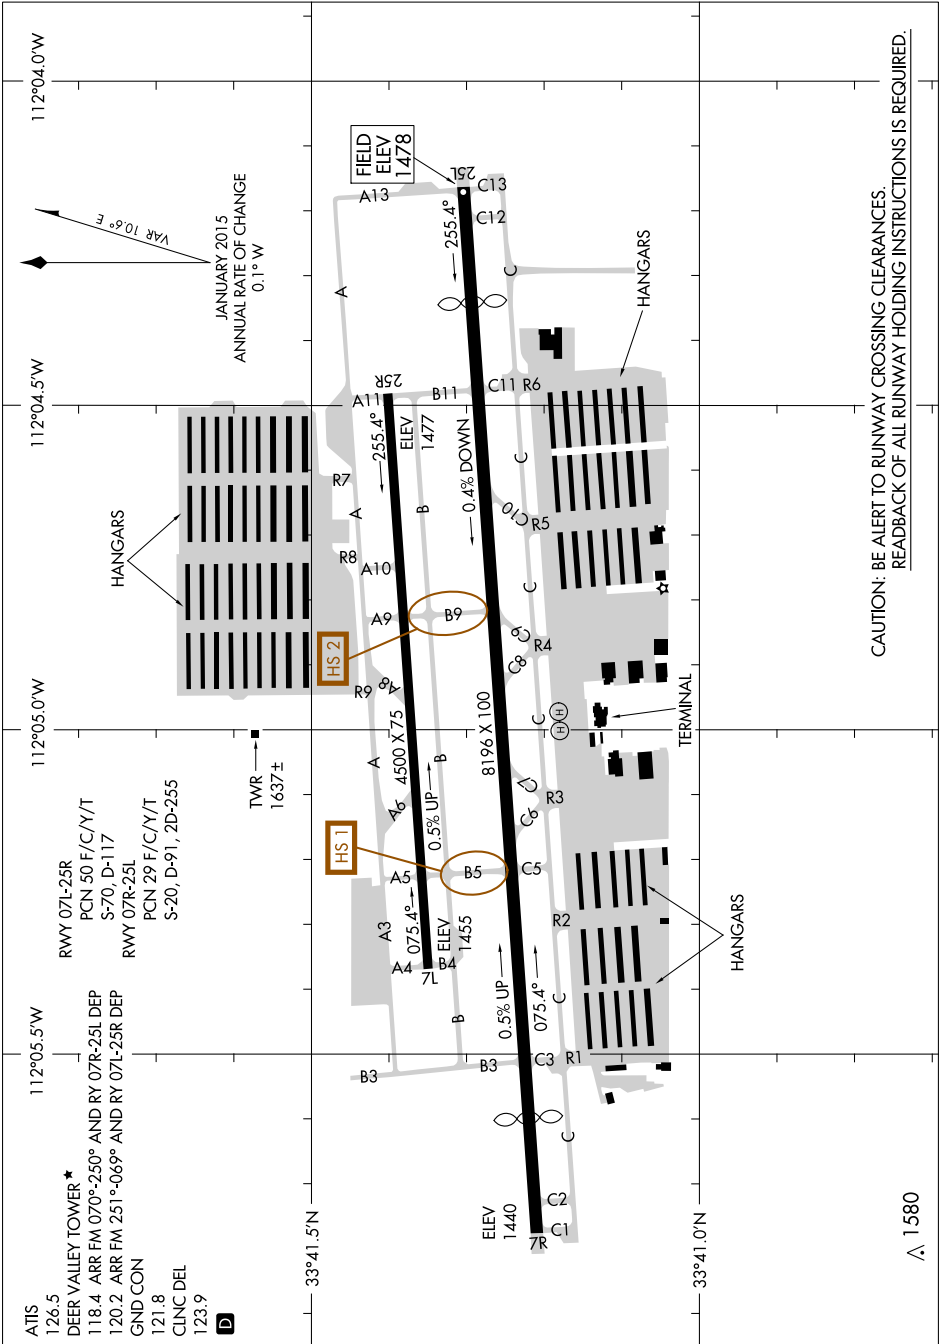 ATIS
126.5
DEER VALLEY TOWER ★
118.4 ARR FM 070°-250° AND RY 07R-25L DEP
120.2 ARR FM 251°-069° AND RY 07L-25R DEP
GND CON
121.8
CLNC DEL
123.9
D
RWY 07L-25R
PCN 50 F/C/Y/T
S-70, D-117
RWY 07R-25L
PCN 29 F/C/Y/T
S-20, D-91, 2D-255
112°05.5'W
112°05.0'W
112°04.5'W
112°04.0'W
VAR 10.6° E
JANUARY 2015
ANNUAL RATE OF CHANGE
0.1° W
TWR
1637±
HANGARS
33°41.5'N
HS 1
HS 2
R9
R8
R7
B3
A4
A3
A5
A6
A
A8
A9
A10
A
A11
A
A13
FIELD
ELEV
1478
7L
075.4°
4500 X 75
255.4°
25R
ELEV
1455
B4
0.5% UP
ELEV
1477
B
B5
B
B9
B
B11
B3
255.4°
25L
ELEV
1440
7R
0.5% UP
075.4°
8196 X 100
0.4% DOWN
C1
C2
C
C3
R1
C
R2
C5
C6
C7
R3
C
H
H
C8
C9
R4
C
C10
R5
C
C11
R6
C
C12
C13
HANGARS
TERMINAL
HANGARS
33°41.0'N
1580
CAUTION: BE ALERT TO RUNWAY CROSSING CLEARANCES.
READBACK OF ALL RUNWAY HOLDING INSTRUCTIONS IS REQUIRED.